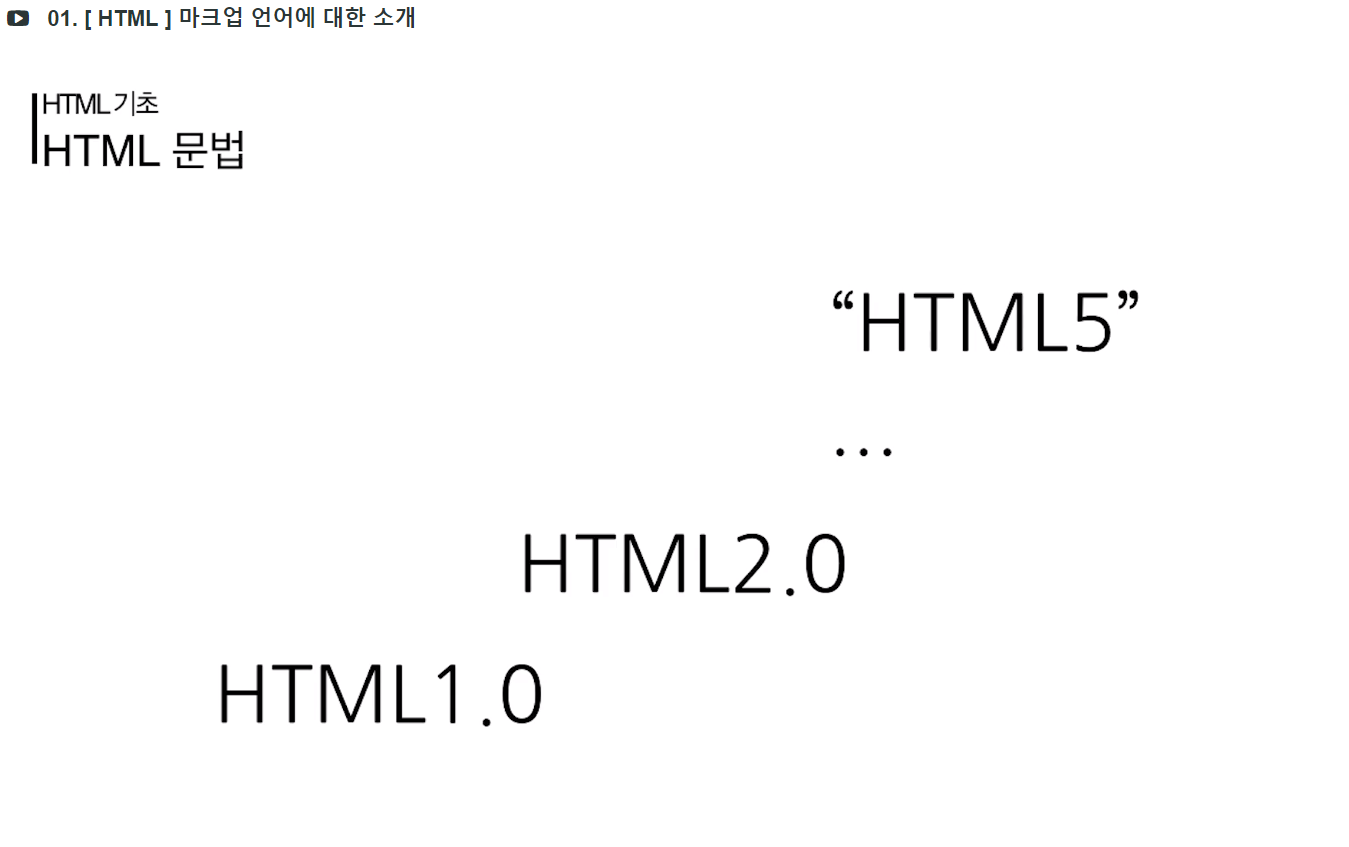 01. [ HTML ] 마크업 언어에 대한 소개
HTML 기초
HTML 문법
“HTML5”
...
HTML2.0
HTML1.0